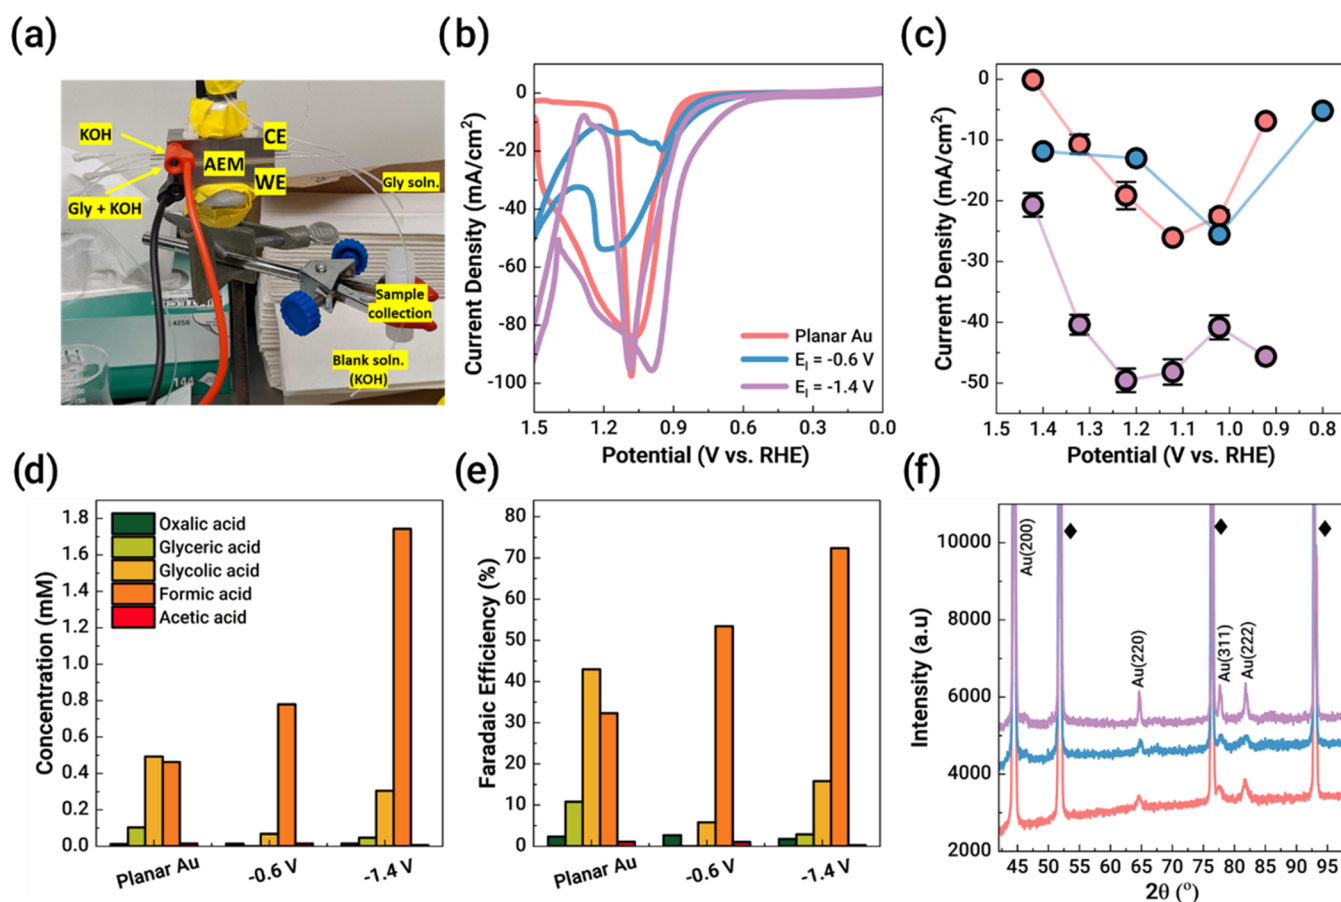 (a)
KOH
CE
AEM
WE
Gly soln.
Gly + KOH
Sample
collection
Blank soln.
(KOH)
144
4256
(b)
Current Density (mA/cm²)
0
-20
-40
-60
-80
-100
Planar Au
E_I = -0.6 V
E_I = -1.4 V
1.5 1.2 0.9 0.6 0.3 0.0
Potential (V vs. RHE)
(c)
Current Density (mA/cm²)
0
-10
-20
-30
-40
-50
1.5 1.4 1.3 1.2 1.1 1.0 0.9 0.8
Potential (V vs. RHE)
(d)
Concentration (mM)
1.8
1.6
1.4
1.2
1.0
0.8
0.6
0.4
0.2
0.0
Oxalic acid
Glyceric acid
Glycolic acid
Formic acid
Acetic acid
Planar Au -0.6 V -1.4 V
(e)
Faradaic Efficiency (%)
80
70
60
50
40
30
20
10
0
Planar Au -0.6 V -1.4 V
(f)
Intensity (a.u)
10000
8000
6000
4000
2000
Au(200)
Au(220)
Au(311)
Au(222)
45 50 55 60 65 70 75 80 85 90 95
2θ (°)